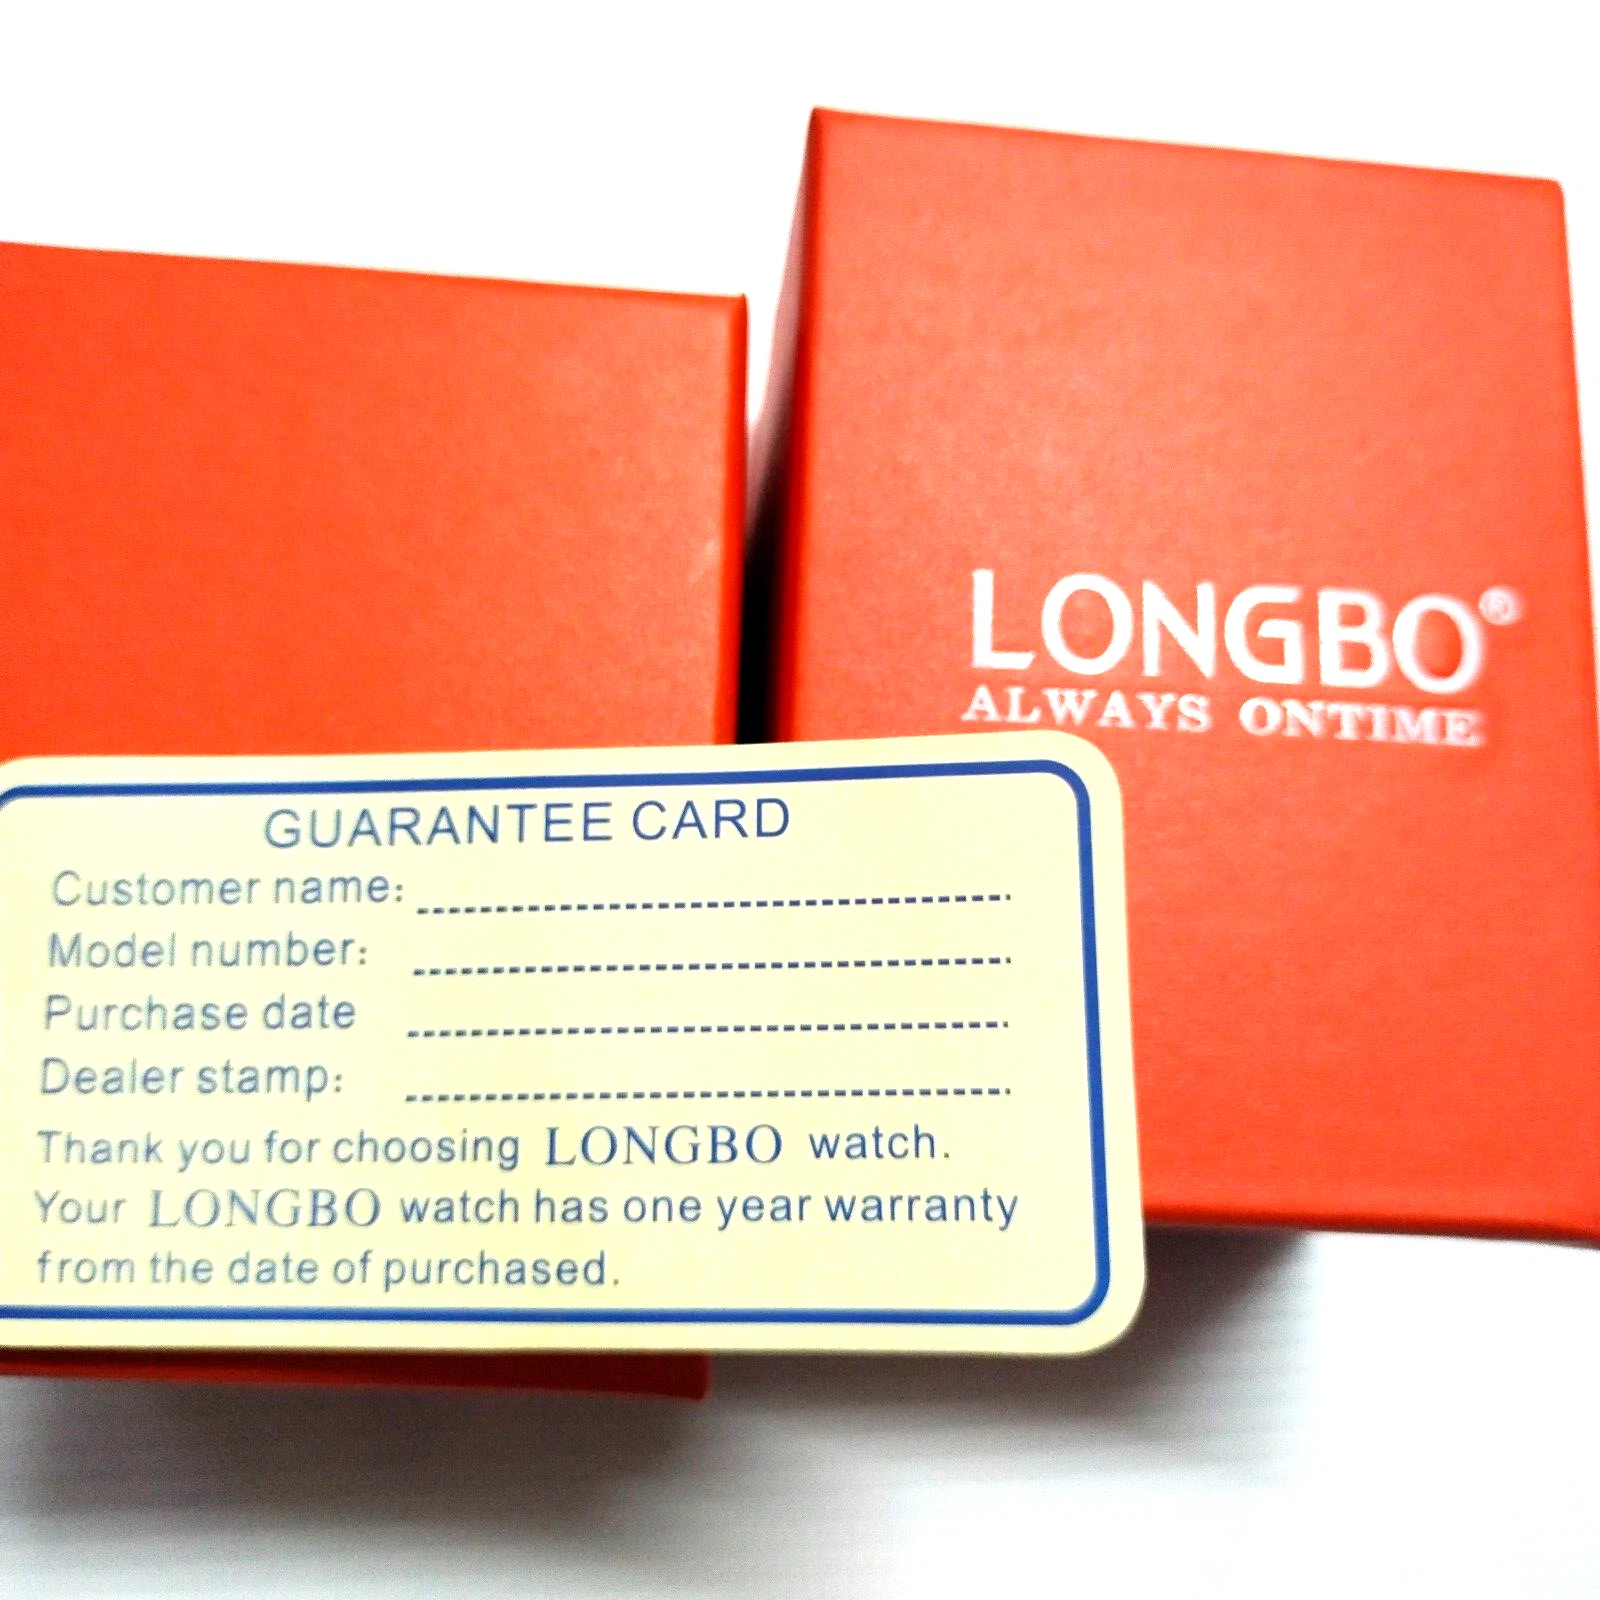 LONGBO®
ALWAYS ONTIME
GUARANTEE CARD
Customer name:
Model number:
Purchase date
Dealer stamp:
Thank you for choosing LONGBO watch.
Your LONGBO watch has one year warranty
from the date of purchased.